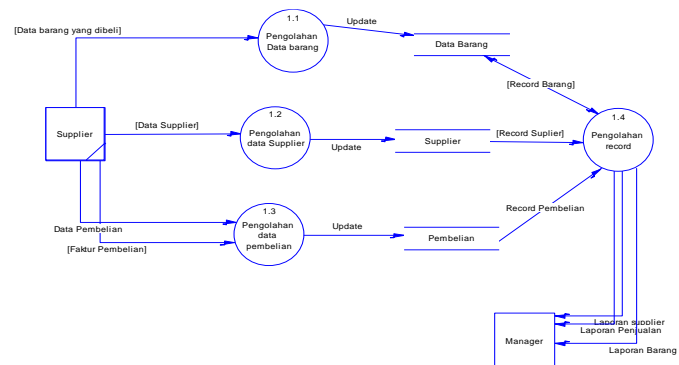 [Data barang yang dibeli]
1.1
Pengolahan
Data barang
Update
Data Barang
[Record Barang]
Supplier
[Data Supplier]
1.2
Pengolahan
data Supplier
Update
Supplier
[Record Suplier]
1.4
Pengolahan
record
Data Pembelian
[Faktur Pembelian]
1.3
Pengolahan
data
pembelian
Update
Pembelian
Record Pembelian
Manager
Laporan supplier
Laporan Penjualan
Laporan Barang